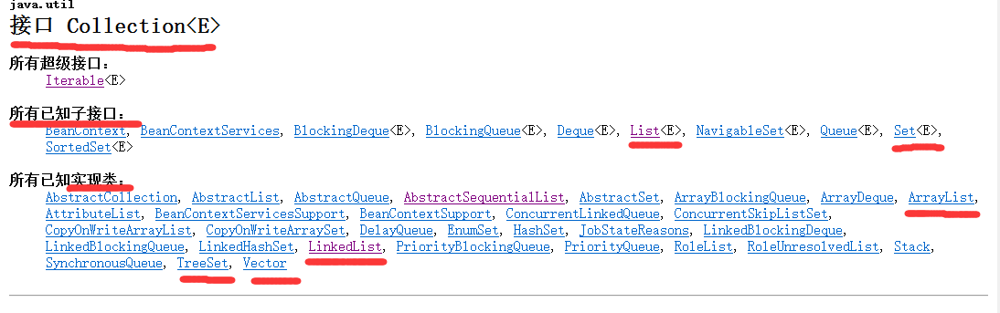 java.util
接口 Collection<E>
所有超级接口：
Iterable<E>
所有已知子接口：
BeanContext, BeanContextServices, BlockingDeque<E>, BlockingQueue<E>, Deque<E>, List<E>, NavigableSet<E>, Queue<E>, Set<E>,
SortedSet<E>
所有已知实现类：
AbstractCollection, AbstractList, AbstractQueue, AbstractSequentialList, AbstractSet, ArrayBlockingQueue, ArrayDeque, ArrayList,
AttributeList, BeanContextServicesSupport, BeanContextSupport, ConcurrentLinkedQueue, ConcurrentSkipListSet,
CopyOnWriteArrayList, CopyOnWriteArraySet, DelayQueue, EnumSet, HashSet, JobStateReasons, LinkedBlockingDeque,
LinkedBlockingQueue, LinkedHashSet, LinkedList, PriorityBlockingQueue, PriorityQueue, RoleList, RoleUnresolvedList, Stack,
SynchronousQueue, TreeSet, Vector